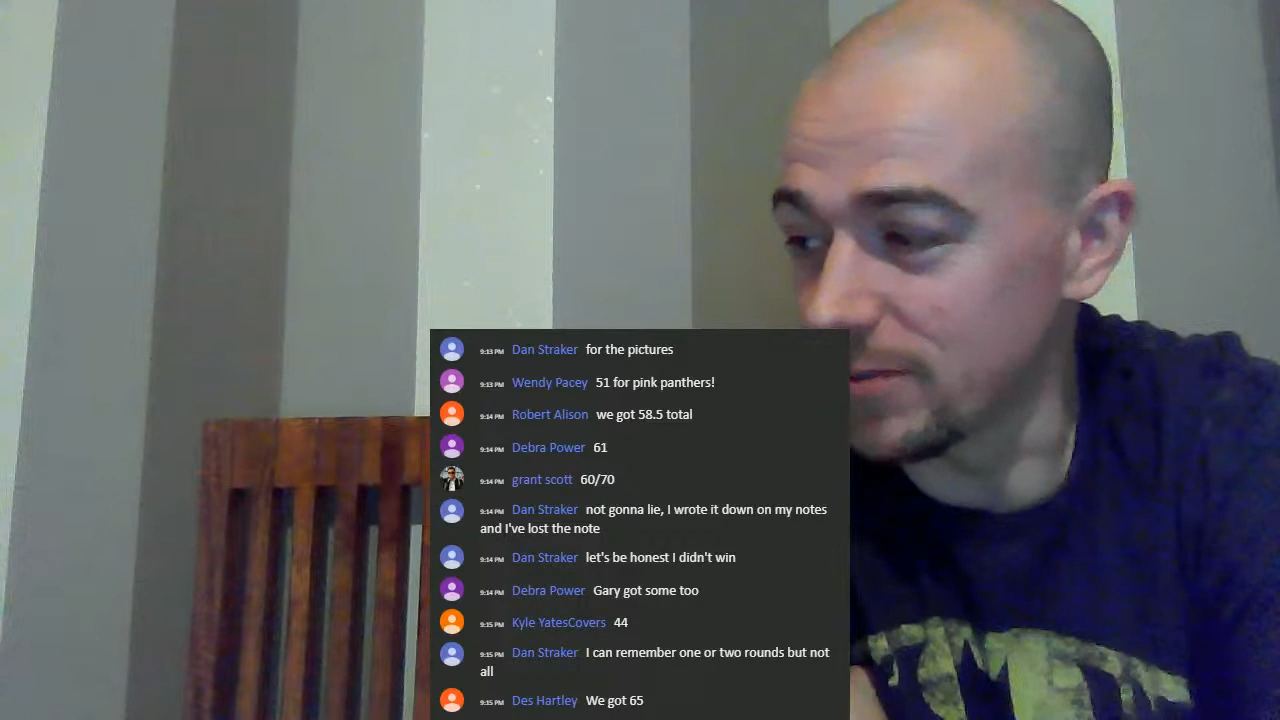 9:13 PM Dan Straker for the pictures
9:13 PM Wendy Pacey 51 for pink panthers!
9:14 PM Robert Alison we got 58.5 total
9:14 PM Debra Power 61
9:14 PM grant scott 60/70
9:14 PM Dan Straker not gonna lie, I wrote it down on my notes
and I've lost the note
9:14 PM Dan Straker let's be honest I didn't win
9:14 PM Debra Power Gary got some too
9:15 PM Kyle YatesCovers 44
9:15 PM Dan Straker I can remember one or two rounds but not
all
9:15 PM Des Hartley We got 65